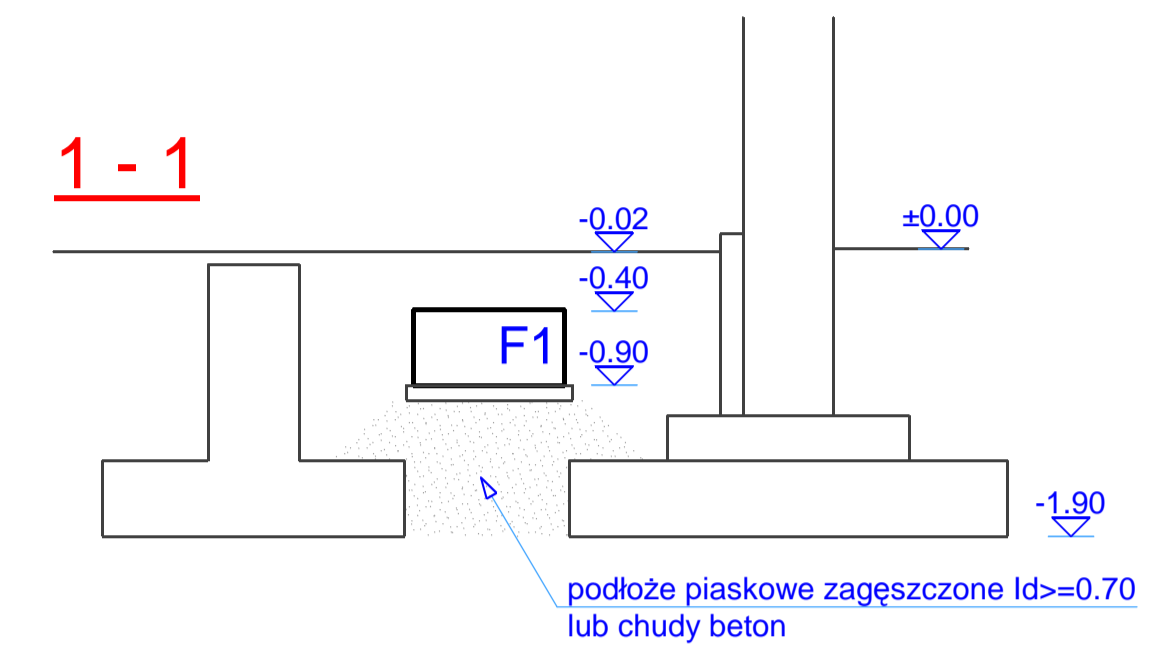 1 - 1
-0.02
±0.00
-0.40
F1
-0.90
-1.90
podłoże piaskowe zagęszczone Id>=0.70
lub chudy beton